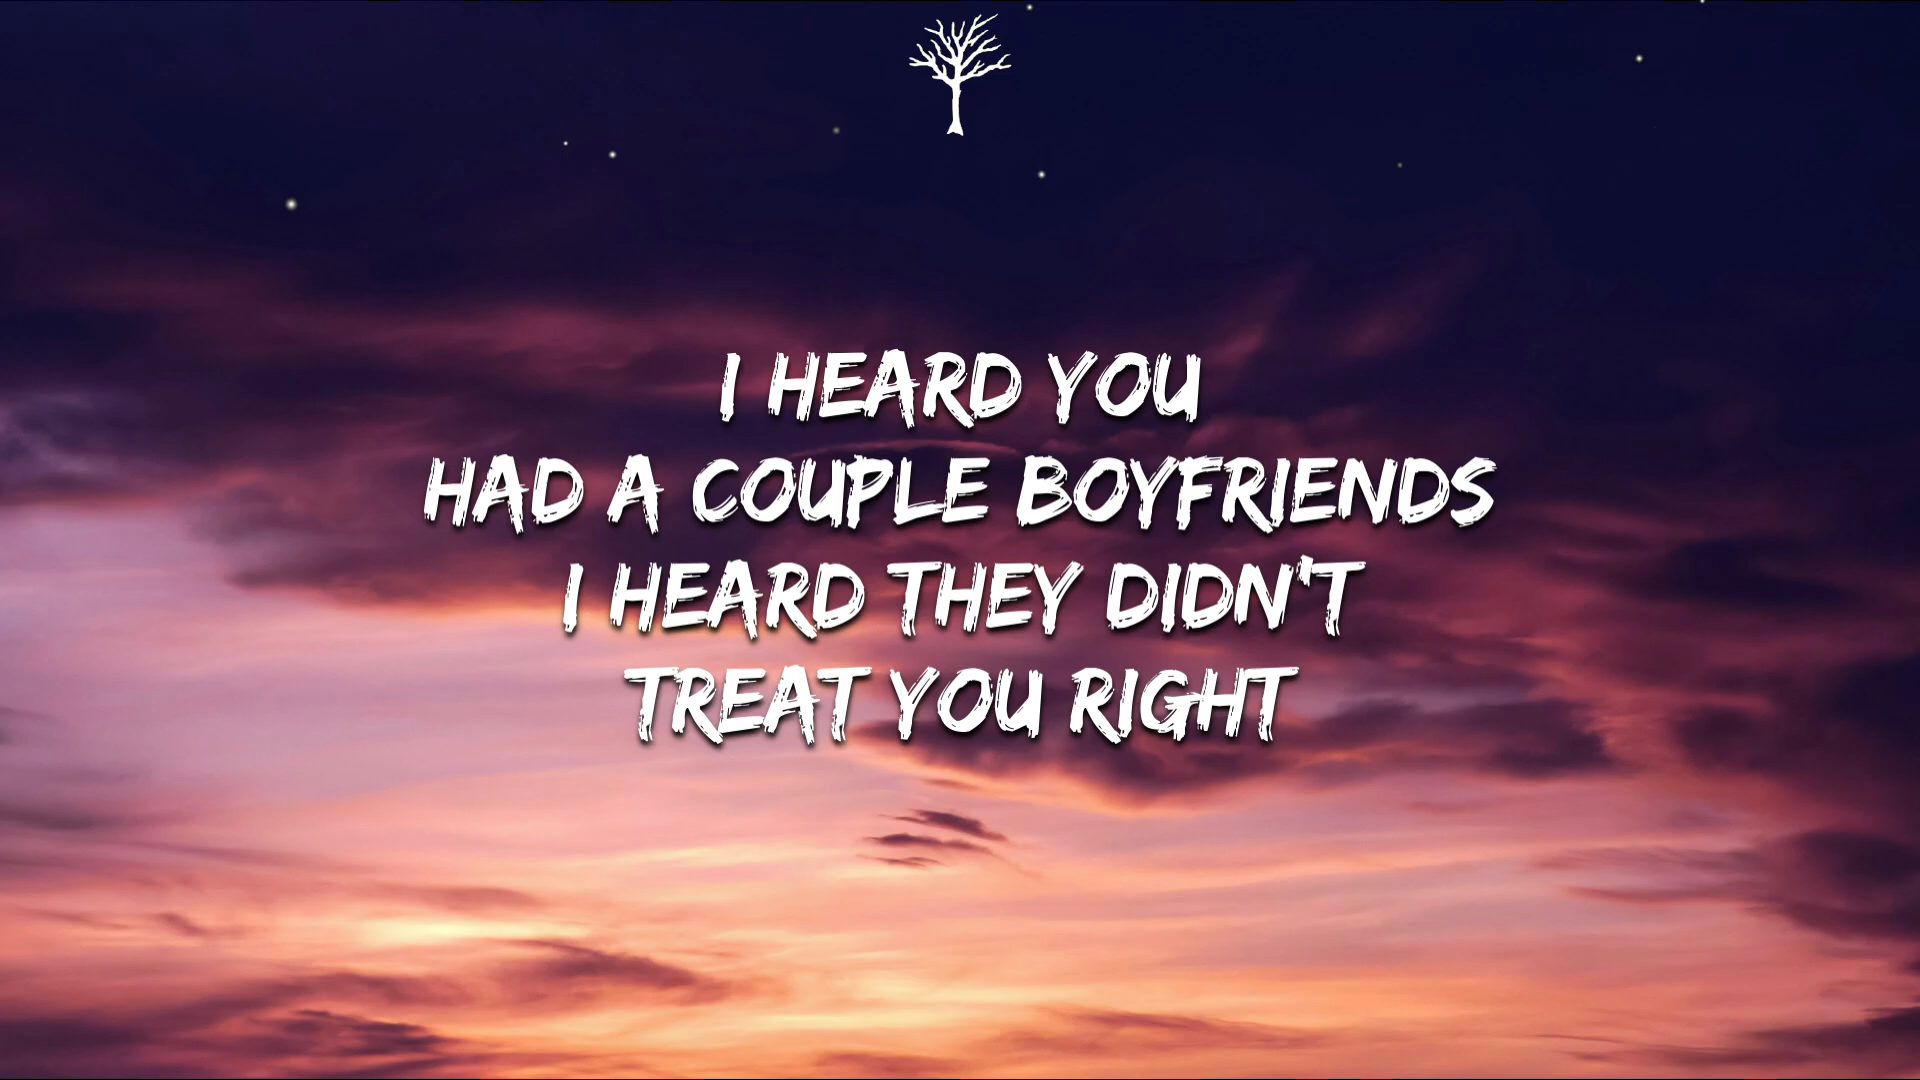 I HEARD YOU
HAD A COUPLE BOYFRIENDS
I HEARD THEY DIDN'T
TREAT YOU RIGHT